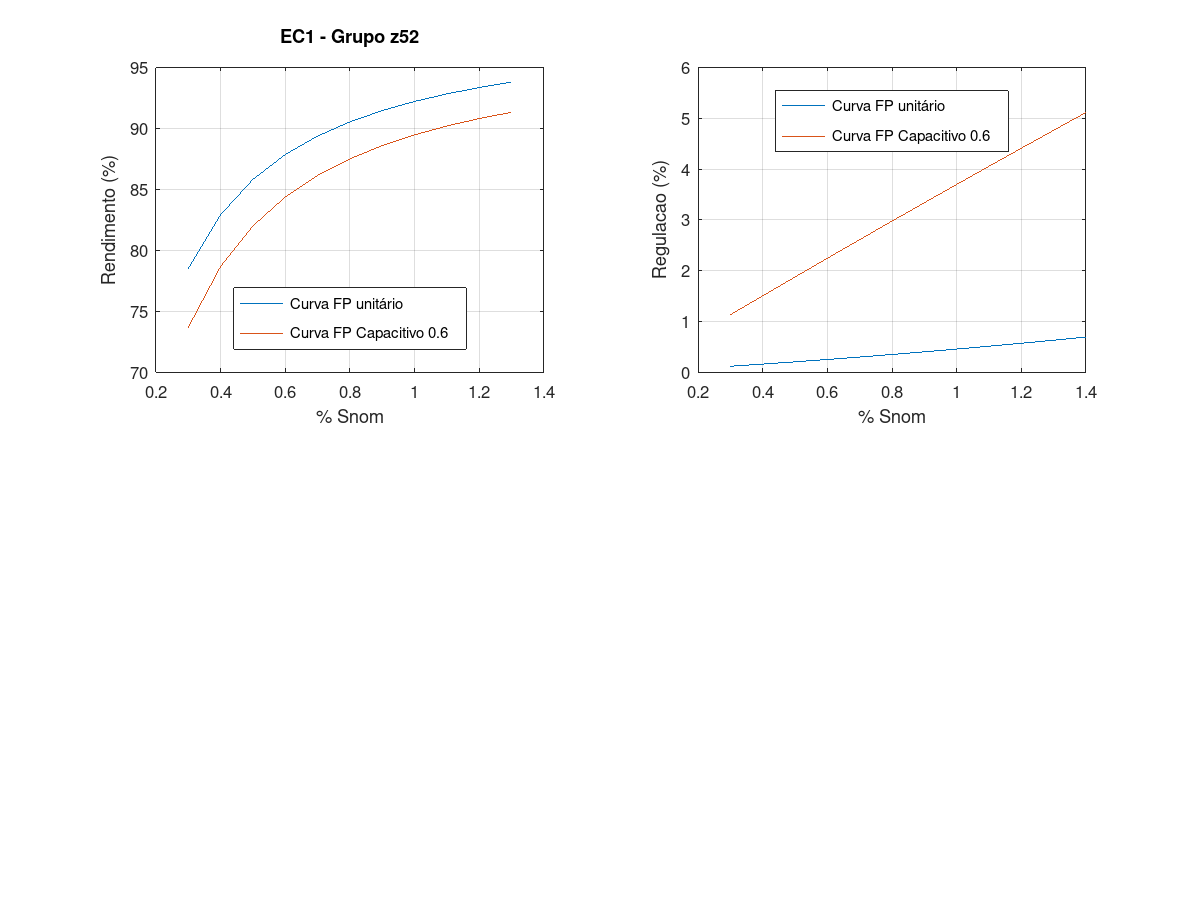 EC1 - Grupo z52
Rendimento (%)
95
90
85
80
75
70
Curva FP unitário
Curva FP Capacitivo 0.6
0.2 0.4 0.6 0.8 1 1.2 1.4
% Snom
Regulacao (%)
6
5
4
3
2
1
0
Curva FP unitário
Curva FP Capacitivo 0.6
0.2 0.4 0.6 0.8 1 1.2 1.4
% Snom